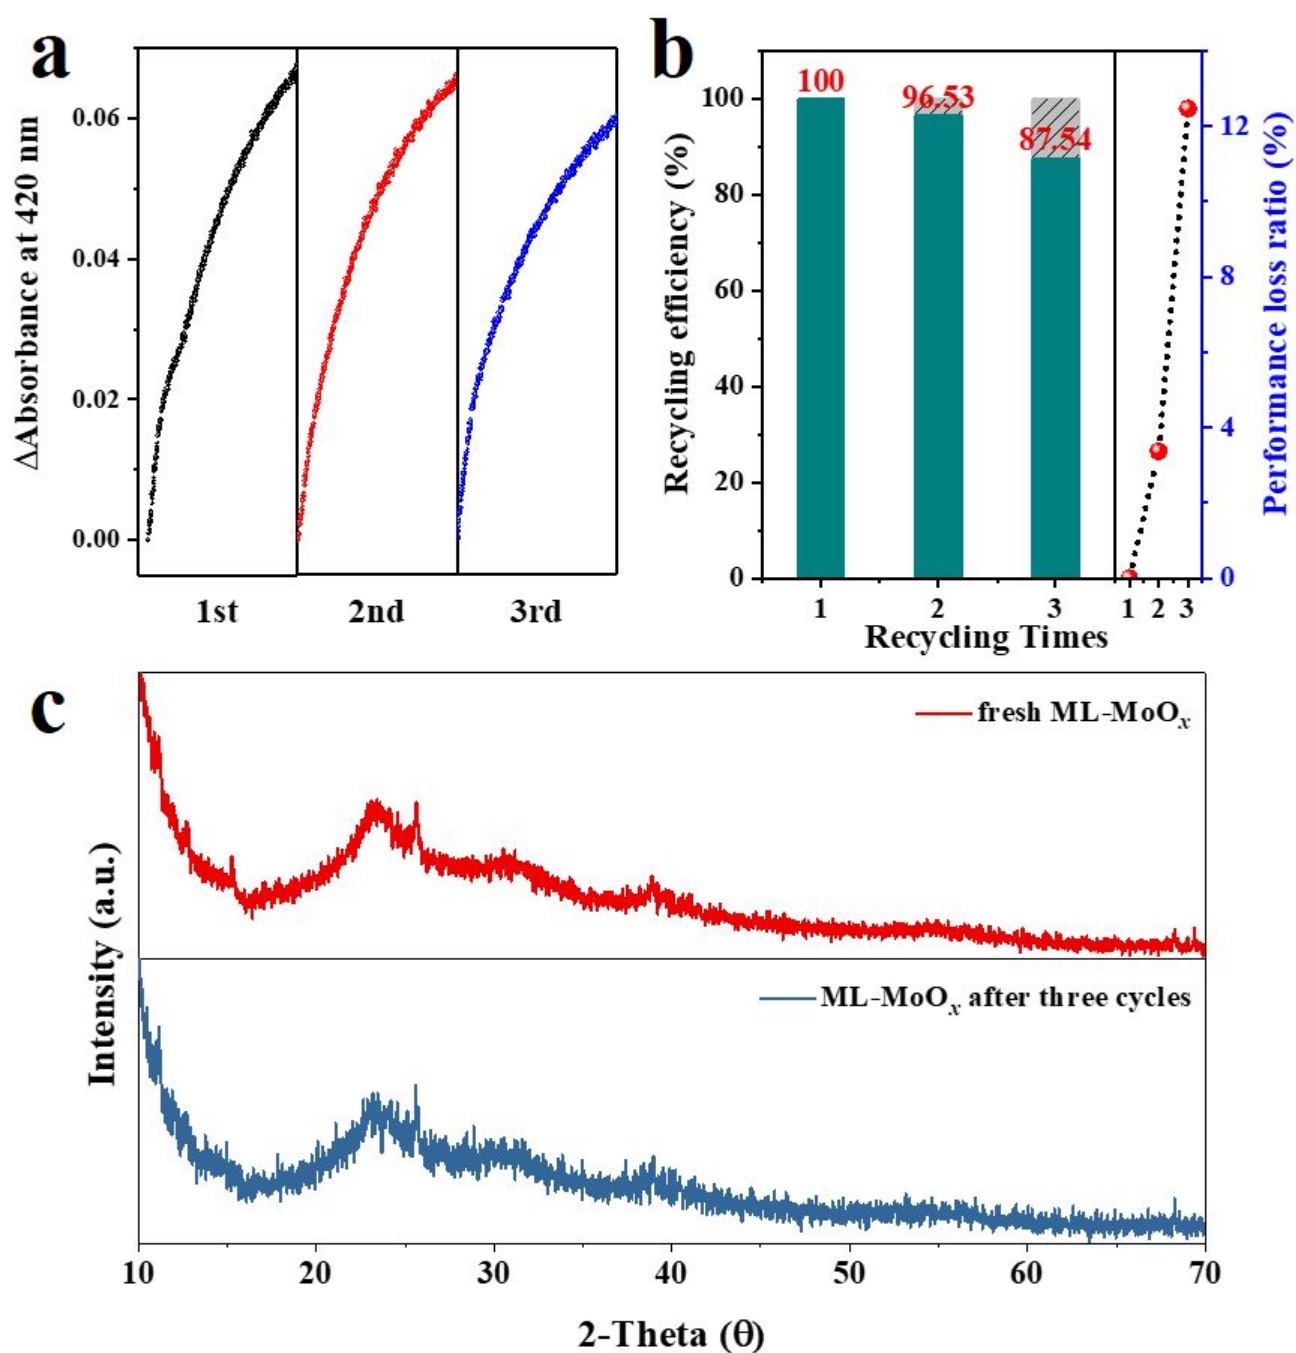 a
ΔAbsorbance at 420 nm
0.06
0.04
0.02
0.00
1st 2nd 3rd
b
Recycling efficiency (%)
100
80
60
40
20
0
100
96.53
87.54
1 2 3 1 2 3
Recycling Times
12
8
4
0
Performance loss ratio (%)
c
Intensity (a.u.)
fresh ML-MoOx
ML-MoOx after three cycles
10 20 30 40 50 60 70
2-Theta (θ)